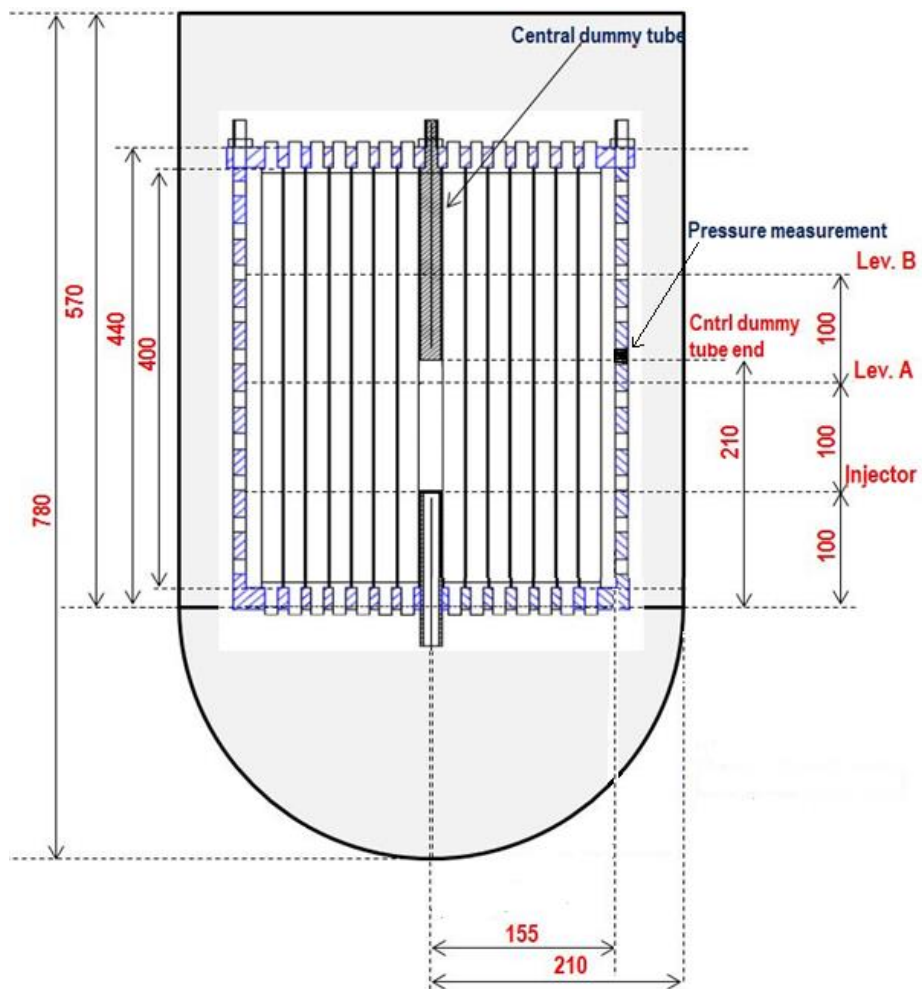 Central dummy tube
Pressure measurement
Lev. B
Cntrl dummy
tube end
Lev. A
Injector
100
100
100
210
780
570
440
400
155
210